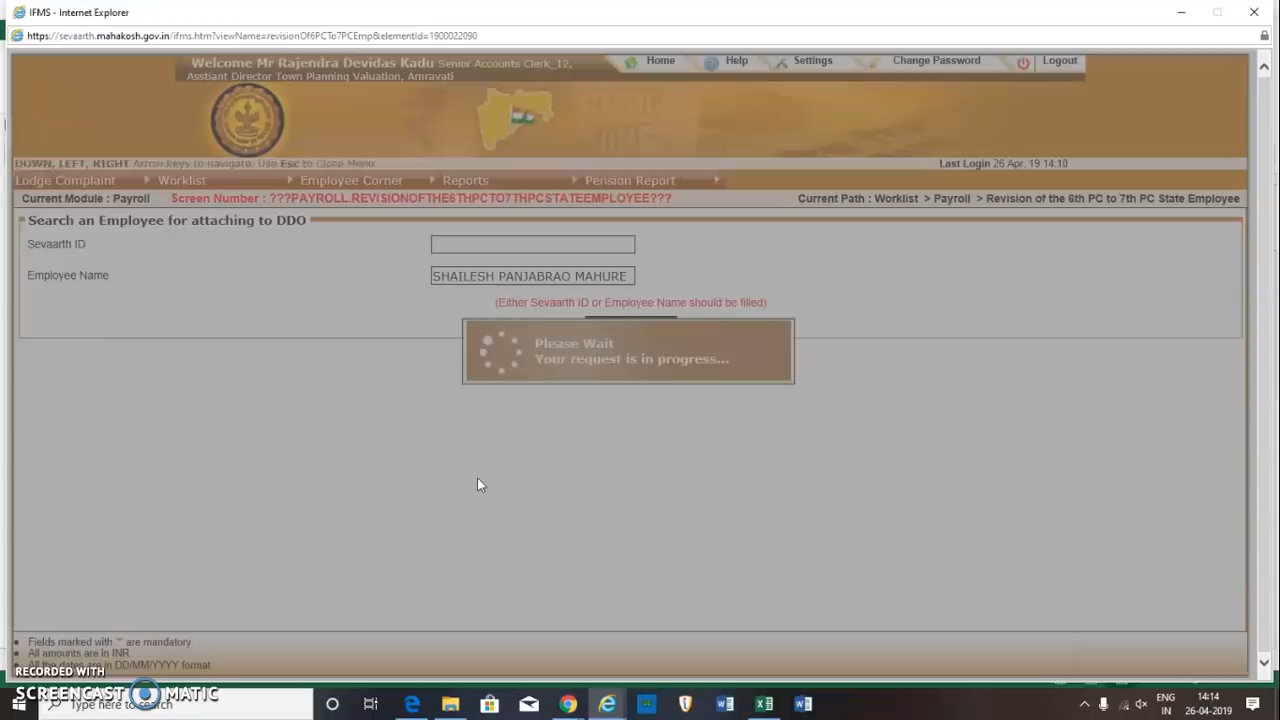 IFMS - Internet Explorer
https://sevaarth.mahakosh.gov.in/ifms.htm?viewName=revisionOf6PCTo7PCEmp&elementId=1900022090
Welcome Mr Rajendra Devidas Kadu Senior Accounts Clerk_12,
Asstiant Director Town Planning Valuation, Amravati
Home Help Settings Change Password Logout
DOWN, LEFT, RIGHT Arrow keys to navigate. Use Esc to Close Menu.
Last Login 26 Apr. 19 14:10
Lodge Complaint Worklist Employee Corner Reports Pension Report
Current Module : Payroll Screen Number : ???PAYROLL.REVISIONOFTHE6THPCTO7THPCSTATEEMPLOYEE??? Current Path : Worklist > Payroll > Revision of the 6th PC to 7th PC State Employee
Search an Employee for attaching to DDO
Sevaarth ID
Employee Name SHAILESH PANJABRAO MAHURE
(Either Sevaarth ID or Employee Name should be filled)
Please Wait
Your request is in progress...
Fields marked with '*' are mandatory
All amounts are in INR.
All the dates are in DD/MM/YYYY format
RECORDED WITH
SCREENCAST MATIC
Type here to search
ENG
IN
14:14
26-04-2019